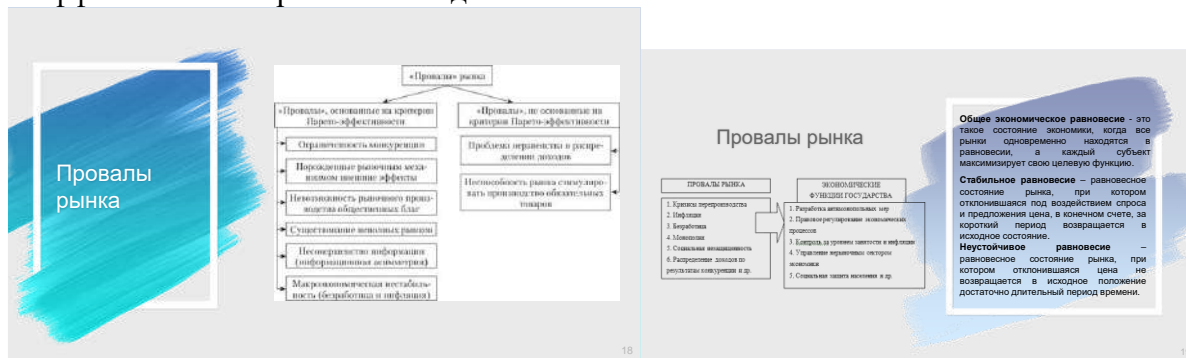 Провалы
рынка
«Провалы» рынка
«Провалы», основанные на критерии
Парето-эффективности
Ограниченность конкуренции
Порожденные рыночным меха-
низмом внешние эффекты
Невозможность рыночного произ-
водства общественных благ
Существование неполных рынков
Несовершенство информации
(информационная асимметрия)
Макроэкономическая нестабиль-
ность (безработица и инфляция)
«Провалы», не основанные на
критерии Парето-эффективности
Проблема неравенства в распре-
делении доходов
Неспособность рынка стимулиро-
вать производство обязательных
товаров
18
Провалы рынка
ПРОВАЛЫ РЫНКА
1. Кризисы перепроизводства
2. Инфляция
3. Безработица
4. Монополии
5. Социальная незащищенность
6. Распределение доходов по
результатам конкуренции и др.
ЭКОНОМИЧЕСКИЕ
ФУНКЦИИ ГОСУДАРСТВА
1. Разработка антимонопольных мер
2. Правовое регулирование экономических
процессов
3. Контроль за уровнем занятости и инфляции
4. Управление нерыночным сектором
экономики
5. Социальная защита населения и др.
Общее экономическое равновесие - это
такое состояние экономики, когда все
рынки одновременно находятся в
равновесии, а каждый субъект
максимизирует свою целевую функцию.
Стабильное равновесие – равновесное
состояние рынка, при котором
отклонившаяся под воздействием спроса
и предложения цена, в конечном счете, за
короткий период возвращается в
исходное состояние.
Неустойчивое равновесие –
равновесное состояние рынка, при
котором отклонившаяся цена не
возвращается в исходное положение
достаточно длительный период времени.